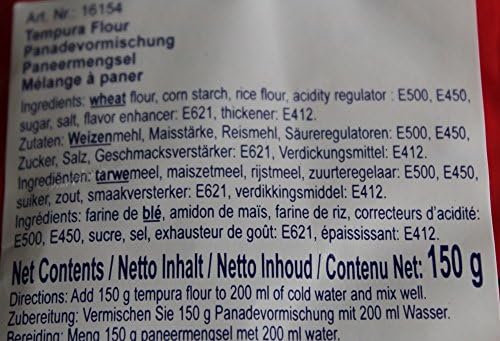 Art. Nr.: 16154
Tempura Flour
Panadevormischung
Paneermengsel
Mélange à paner
Ingredients: wheat flour, corn starch, rice flour, acidity regulator : E500, E450,
sugar, salt, flavor enhancer: E621, thickener: E412.
Zutaten: Weizenmehl, Maisstärke, Reismehl, Säureregulatoren: E500, E450,
Zucker, Salz, Geschmacksverstärker: E621, Verdickungsmittel: E412.
Ingrediënten: tarwemeel, maiszetmeel, rijstmeel, zuurteregelaar: E500, E450,
suiker, zout, smaakversterker: E621, verdikkingsmiddel: E412.
Ingrédients: farine de blé, amidon de maïs, farine de riz, correcteurs d'acidité:
E500, E450, sucre, sel, exhausteur de goût: E621, épaississant: E412.
Net Contents / Netto Inhalt / Netto Inhoud / Contenu Net: 150 g
Directions: Add 150 g tempura flour to 200 ml of cold water and mix well.
Zubereitung: Vermischen Sie 150 g Panadevormischung mit 200 ml Wasser.
Bereiding: Meng 150 g paneermengsel met 200 ml water.